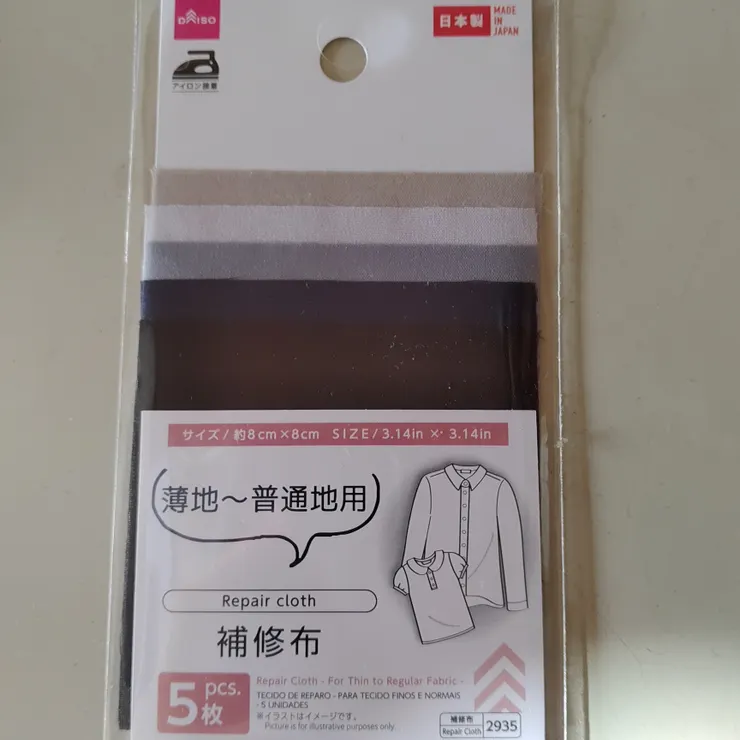 DAISO
日本製 MADE IN JAPAN
アイロン接着
サイズ/約8cm×8cm SIZE/3.14in × 3.14in
薄地～普通地用
Repair cloth
補修布
5 pcs. 枚
Repair Cloth - For Thin to Regular Fabric -
TECIDO DE REPARO - PARA TECIDO FINOS E NORMAIS
- 5 UNIDADES
※イラストはイメージです。
Picture is for illustrative purposes only.
補修布
Repair Cloth 2935